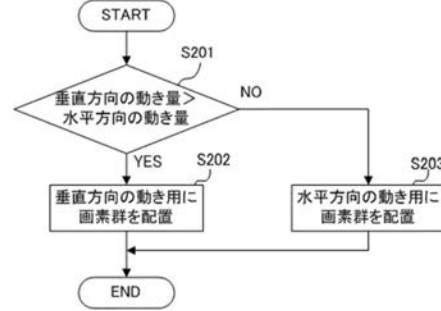 START
S201
垂直方向の動き量>
水平方向の動き量
NO
YES
S202
垂直方向の動き用に
画素群を配置
S203
水平方向の動き用に
画素群を配置
END